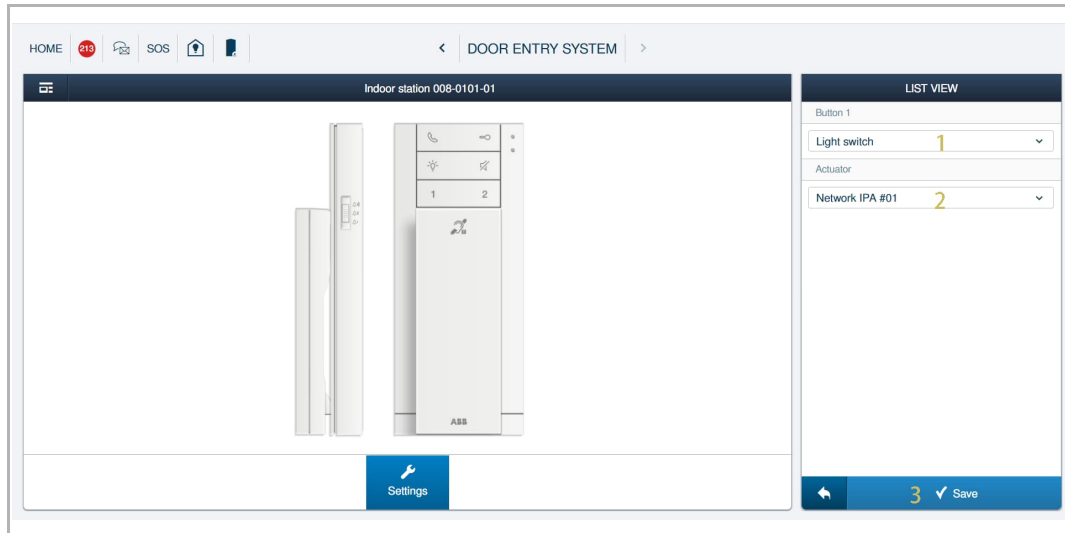 HOME 213 SOS DOOR ENTRY SYSTEM
Indoor station 008-0101-01
LIST VIEW
Button 1
Light switch 1
Actuator
Network IPA #01 2
1 2
ABB
Settings
3 Save